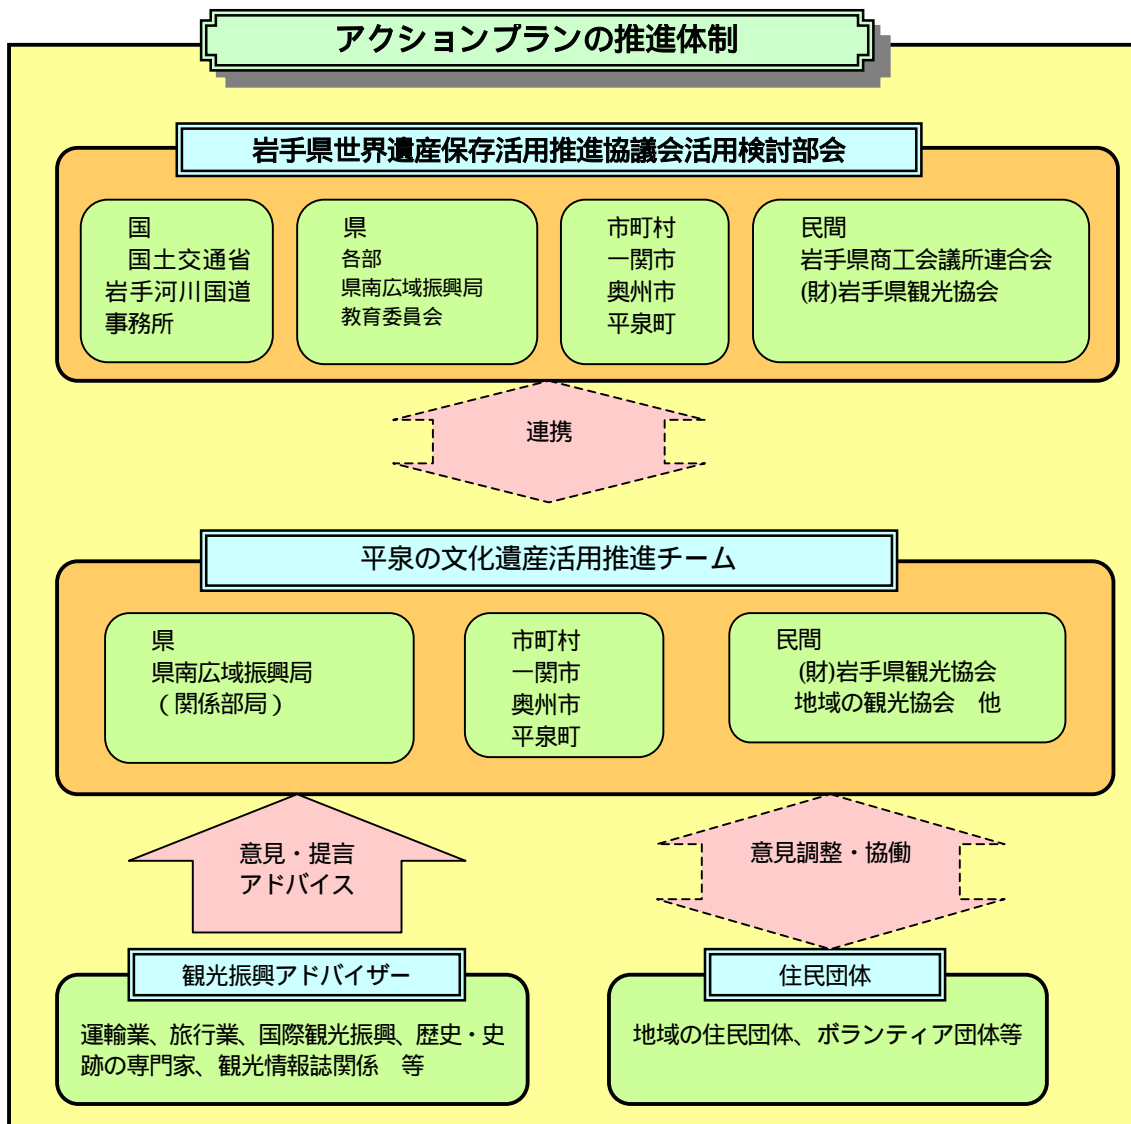 アクションプランの推進体制
岩手県世界遺産保存活用推進協議会活用検討部会
国
国土交通省
岩手河川国道
事務所
県
各部
県南広域振興局
教育委員会
市町村
一関市
奥州市
平泉町
民間
岩手県商工会議所連合会
(財)岩手県観光協会
連携
平泉の文化遺産活用推進チーム
県
県南広域振興局
(関係部局)
市町村
一関市
奥州市
平泉町
民間
(財)岩手県観光協会
地域の観光協会　他
意見・提言
アドバイス
意見調整・協働
観光振興アドバイザー
運輸業、旅行業、国際観光振興、歴史・史
跡の専門家、観光情報誌関係　等
住民団体
地域の住民団体、ボランティア団体等